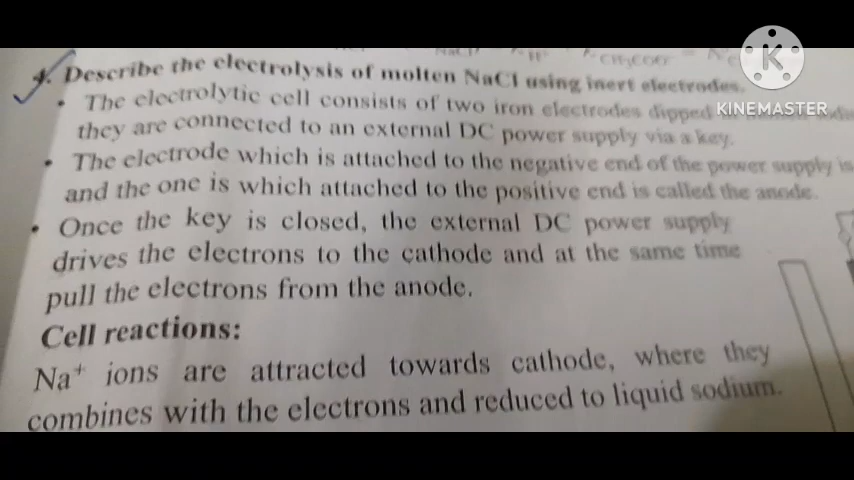 4. Describe the electrolysis of molten NaCl using inert electrodes.
• The electrolytic cell consists of two iron electrodes dipped
they are connected to an external DC power supply via a key.
• The electrode which is attached to the negative end of the power supply is
and the one is which attached to the positive end is called the anode.
• Once the key is closed, the external DC power supply
drives the electrons to the cathode and at the same time
pull the electrons from the anode.
Cell reactions:
Na⁺ ions are attracted towards cathode, where they
combines with the electrons and reduced to liquid sodium.
K
KINEMASTER